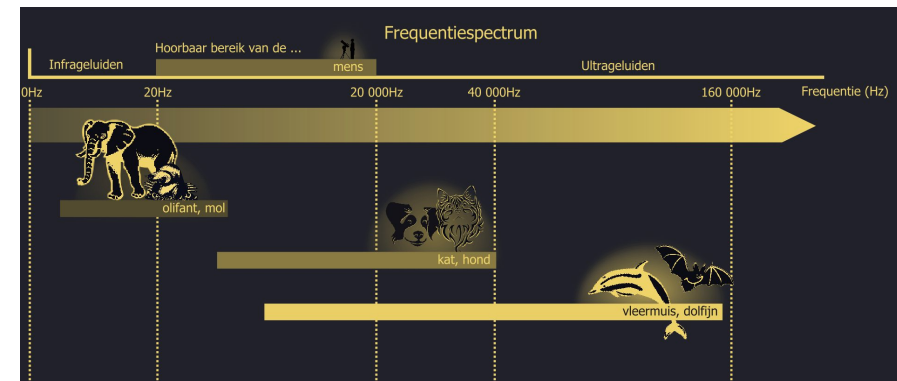 Frequentiespectrum
Hoorbaar bereik van de ...
Infrageluiden
mens
Ultrageluiden
0Hz 20Hz 20 000Hz 40 000Hz 160 000Hz Frequentie (Hz)
olifant, mol
kat, hond
vleermuis, dolfijn